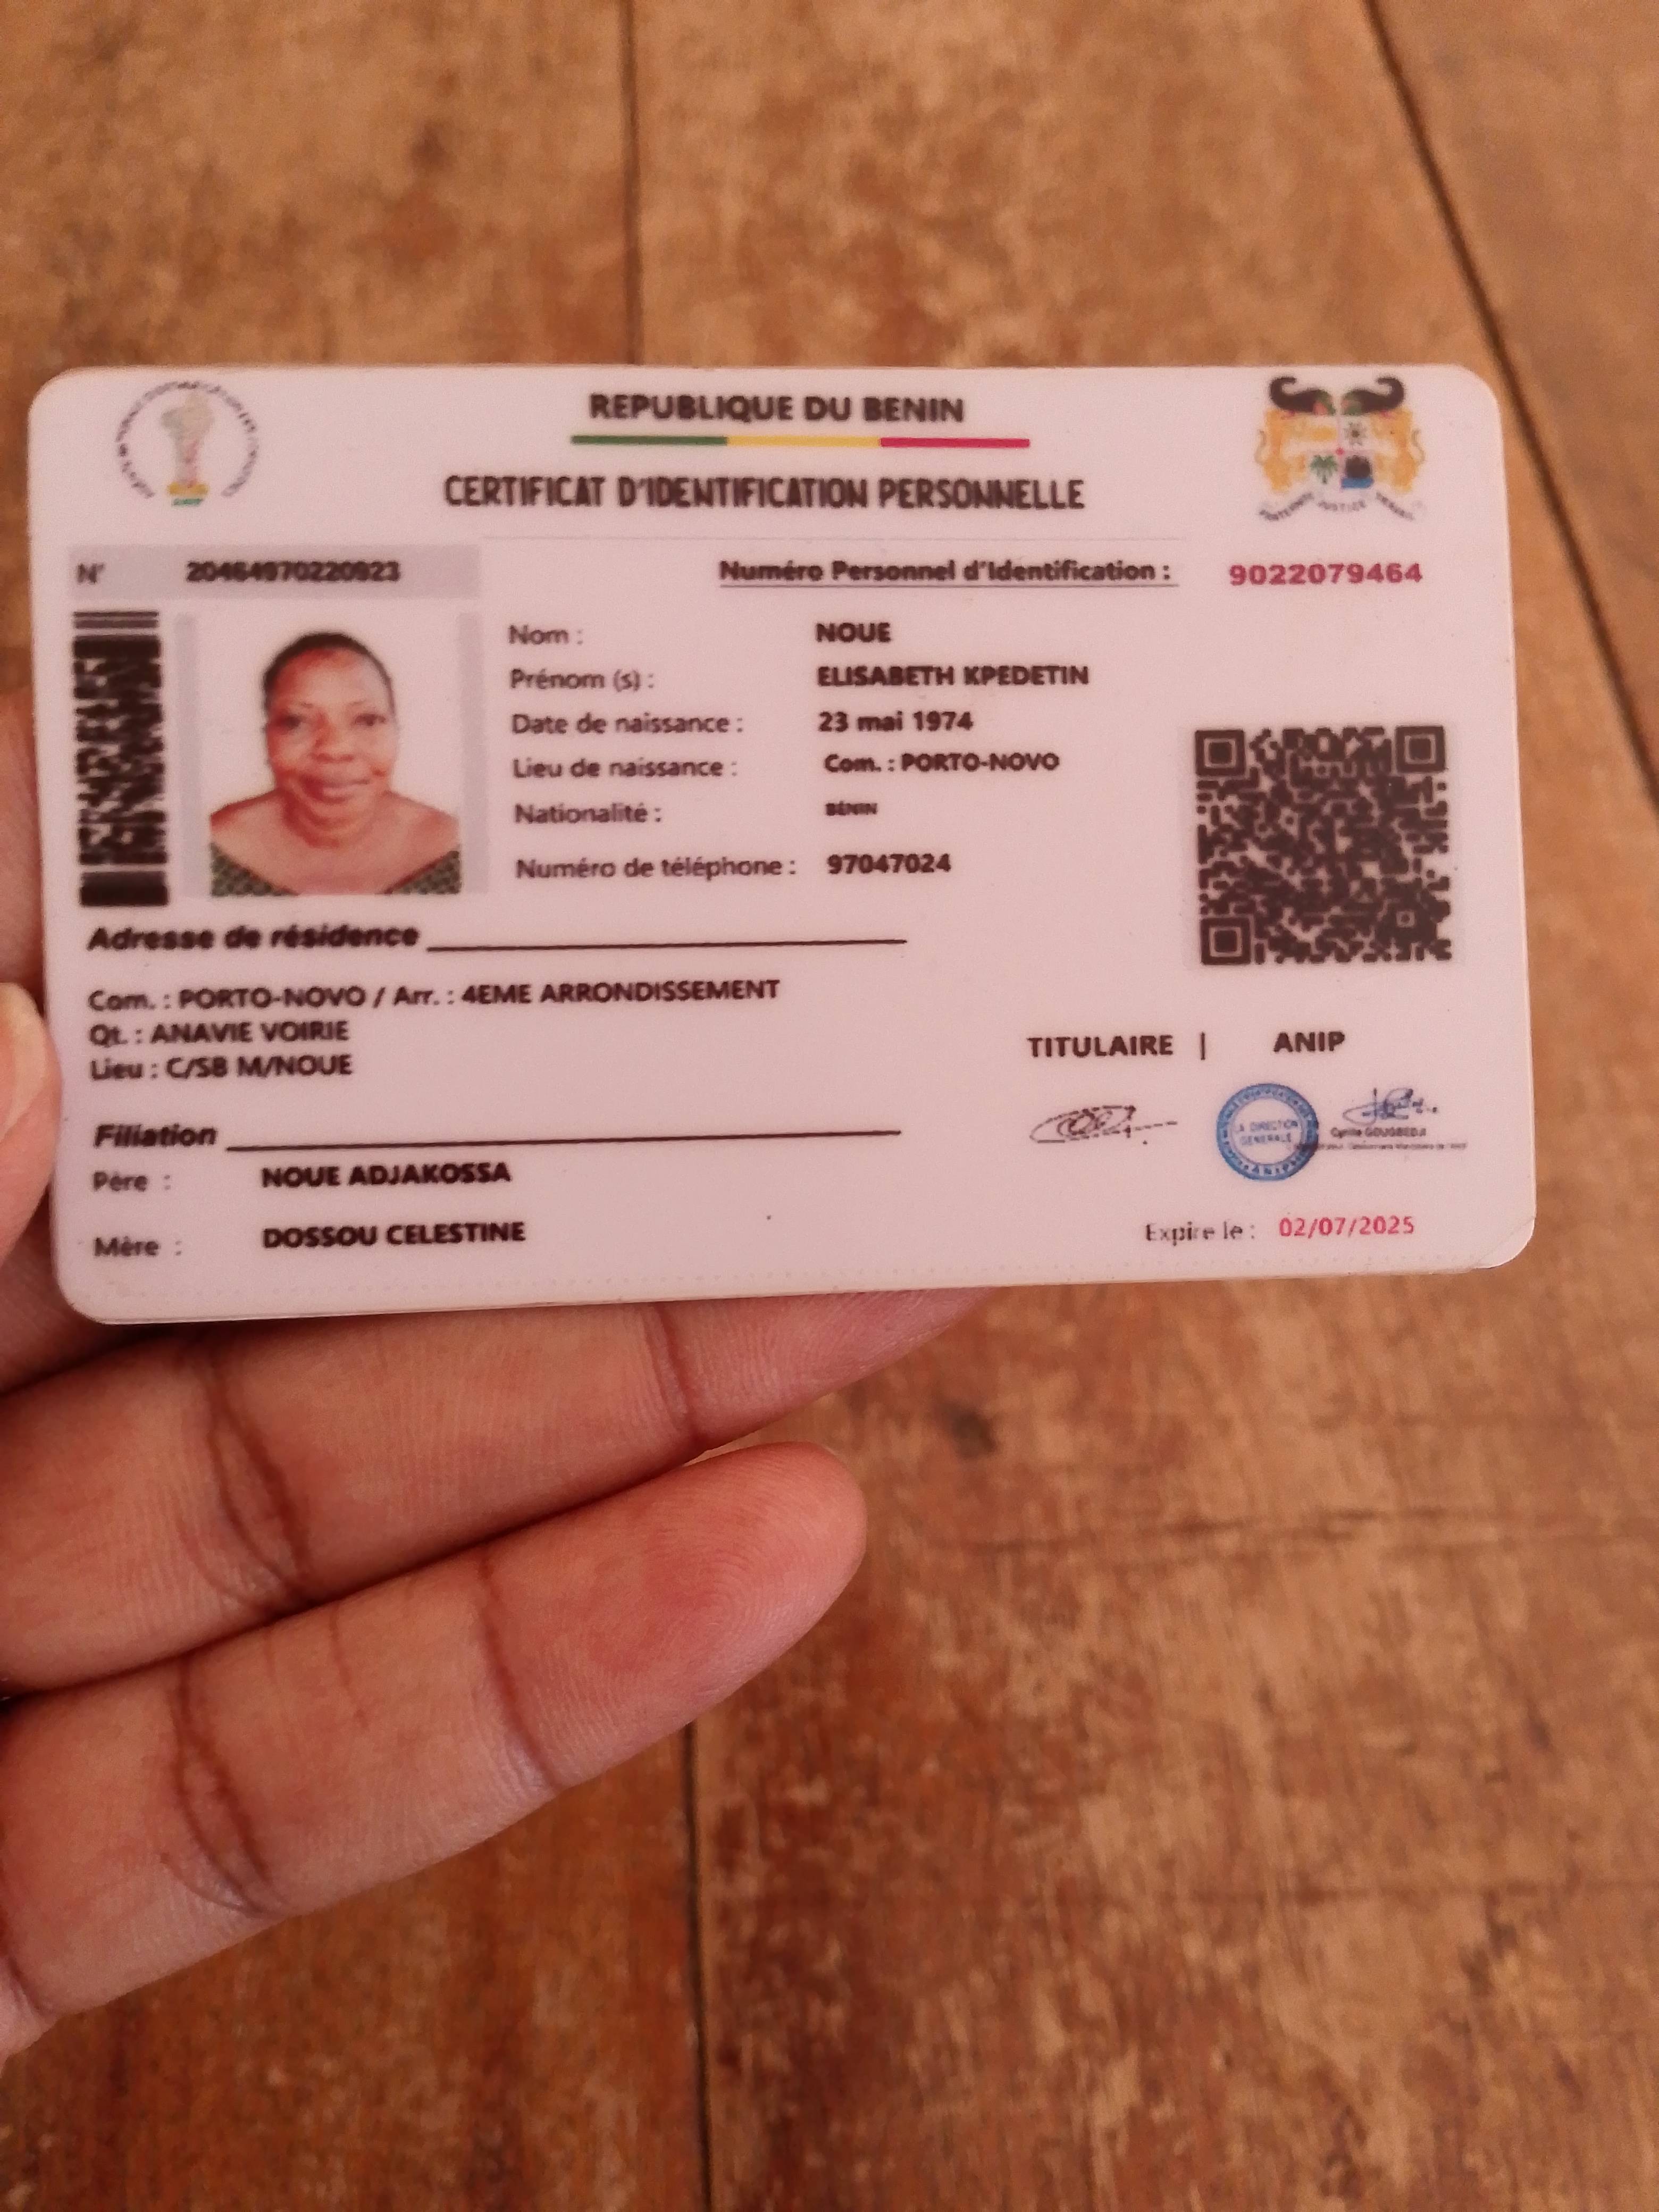 REPUBLIQUE DU BENIN
CERTIFICAT D'IDENTIFICATION PERSONNELLE
N° 20464970220923
Numéro Personnel d'Identification : 9022079464
Nom : NOUE
Prénom (s) : ELISABETH KPEDETIN
Date de naissance : 23 mai 1974
Lieu de naissance : Com. : PORTO-NOVO
Nationalité : BENIN
Numéro de téléphone : 97047024
Adresse de résidence
Com. : PORTO-NOVO / Arr. : 4EME ARRONDISSEMENT
Qt. : ANAVIE VOIRIE
Lieu : C/SB M/NOUE
TITULAIRE | ANIP
LA DIRECTION
GENERALE
ANIP
Cyrille GOUGBEDJI
Filiation
Père : NOUE ADJAKOSSA
Mère : DOSSOU CELESTINE
Expire le : 02/07/2025